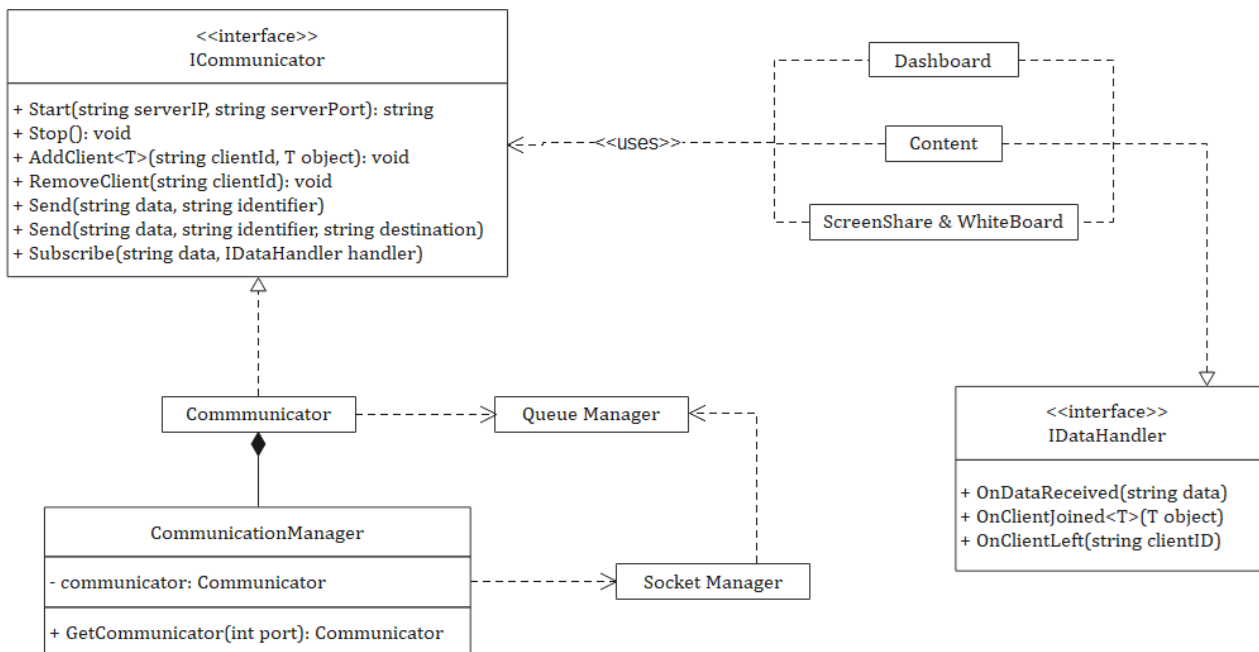 <<interface>>
ICommunicator
+ Start(string serverIP, string serverPort): string
+ Stop(): void
+ AddClient<T>(string clientId, T object): void
+ RemoveClient(string clientId): void
+ Send(string data, string identifier)
+ Send(string data, string identifier, string destination)
+ Subscribe(string data, IDataHandler handler)
<<uses>>
Dashboard
Content
ScreenShare & WhiteBoard
Commmunicator
Queue Manager
<<interface>>
IDataHandler
+ OnDataReceived(string data)
+ OnClientJoined<T>(T object)
+ OnClientLeft(string clientID)
CommunicationManager
- communicator: Communicator
+ GetCommunicator(int port): Communicator
Socket Manager